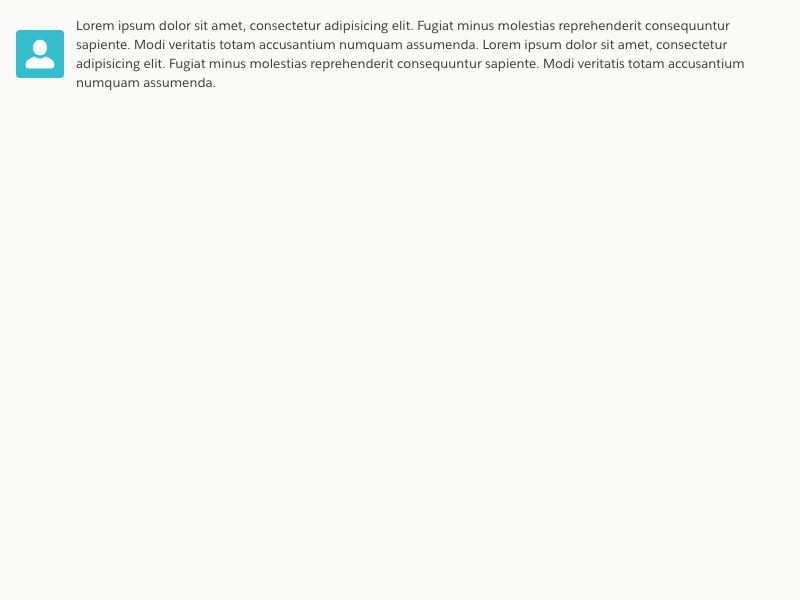 Lorem ipsum dolor sit amet, consectetur adipisicing elit. Fugiat minus molestias reprehenderit consequuntur
sapiente. Modi veritatis totam accusantium numquam assumenda. Lorem ipsum dolor sit amet, consectetur
adipisicing elit. Fugiat minus molestias reprehenderit consequuntur sapiente. Modi veritatis totam accusantium
numquam assumenda.